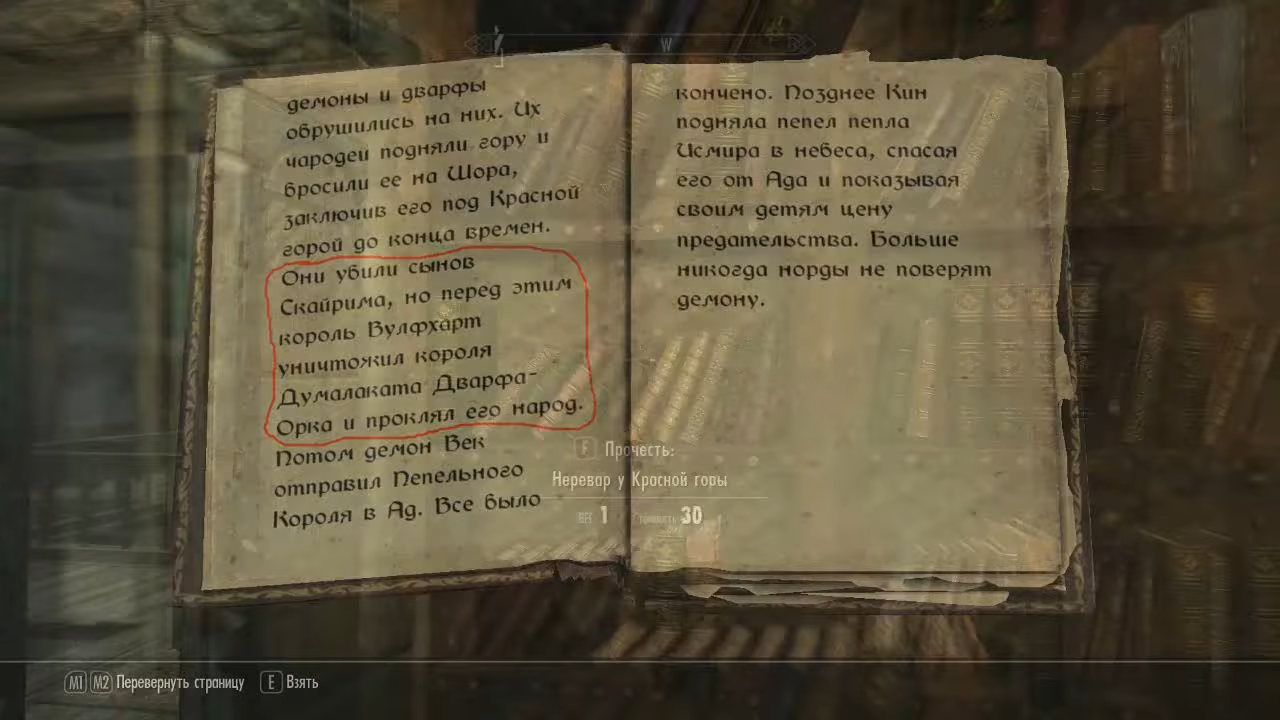 W
демоны и дварфы
обрушились на них. Их
чародеи подняли гору и
бросили ее на Шора,
заключив его под Красной
горой до конца времен.
Они убили сынов
Скайрима, но перед этим
король Вулфхарт
уничтожил короля
Думалаката Дварфа-
Орка и проклял его народ.
Потом демон Век
отправил Пепельного
Короля в Ад. Все было
кончено. Позднее Кин
подняла пепел пепла
Исмира в небеса, спасая
его от Ада и показывая
своим детям цену
предательства. Больше
никогда норды не поверят
демону.
F Прочесть:
Неревар у Красной горы
ВЕС 1 30
M1 M2 Перевернуть страницу E Взять